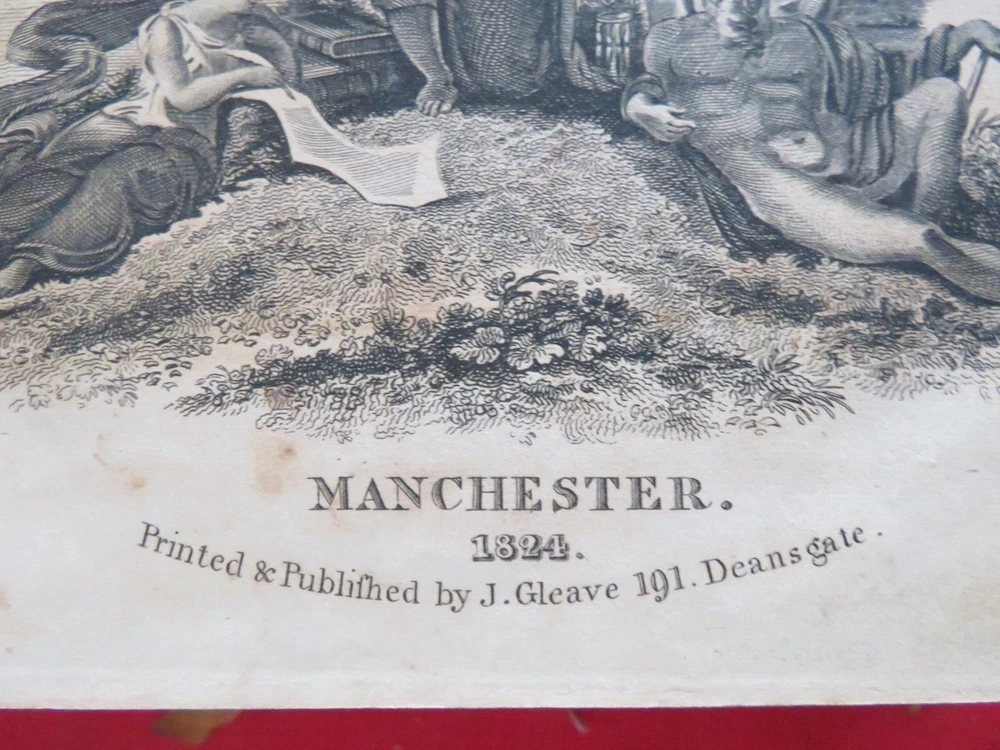 MANCHESTER.
1824.
Printed & Publiſhed by J. Gleave 191. Deansgate.